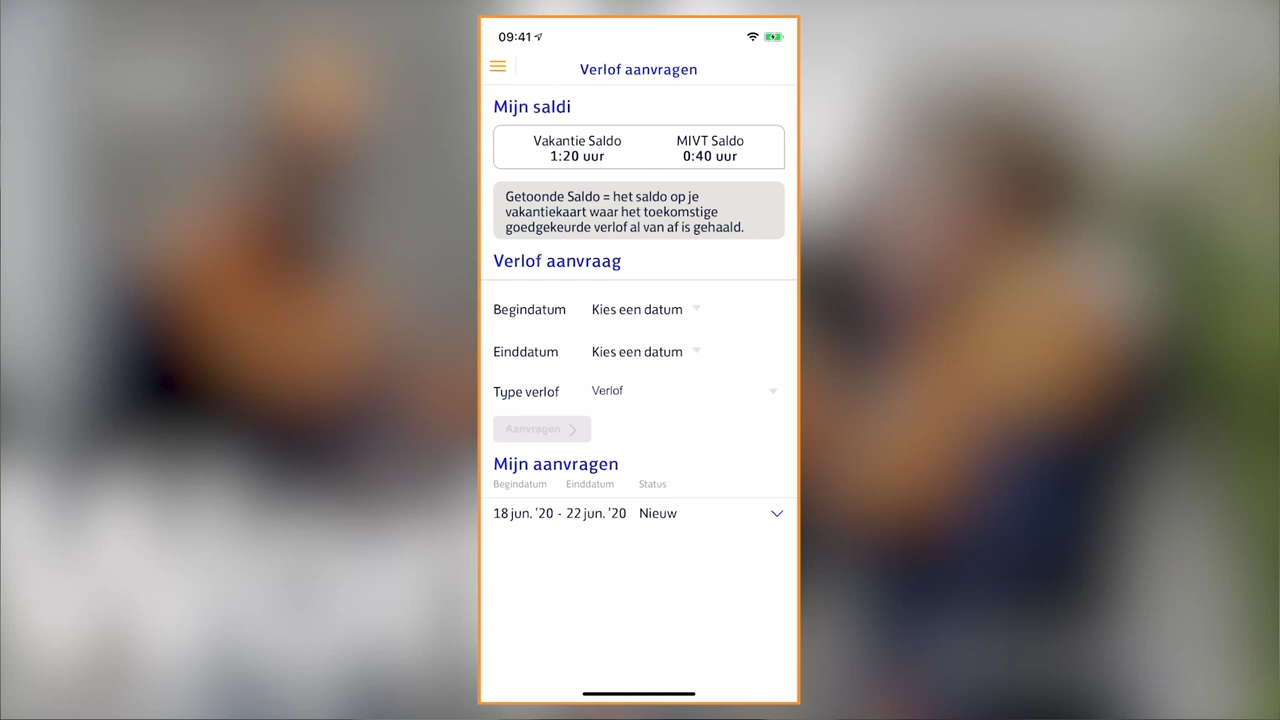 09:41
Verlof aanvragen
Mijn saldi
Vakantie Saldo MIVT Saldo
1:20 uur 0:40 uur
Getoonde Saldo = het saldo op je
vakantiekaart waar het toekomstige
goedgekeurde verlof al van af is gehaald.
Verlof aanvraag
Begindatum Kies een datum
Einddatum Kies een datum
Type verlof Verlof
Aanvragen
Mijn aanvragen
Begindatum Einddatum Status
18 jun. '20 - 22 jun. '20 Nieuw